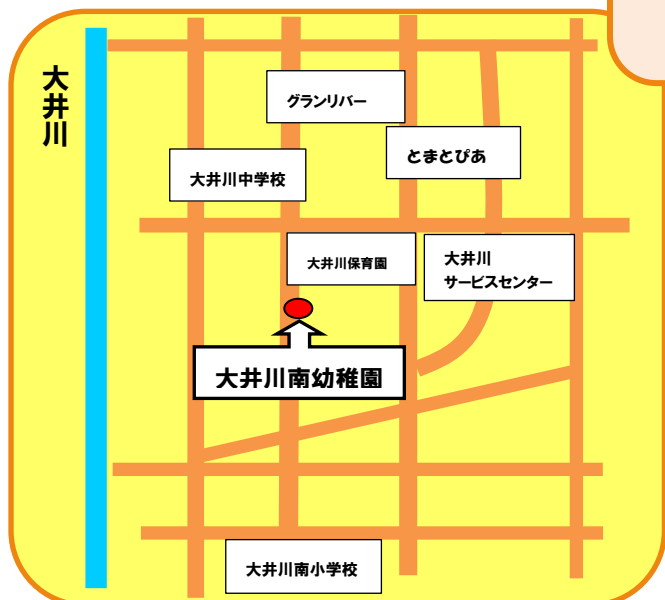 大井川
グランリバー
とまとぴあ
大井川中学校
大井川保育園
大井川
サービスセンター
大井川南幼稚園
大井川南小学校